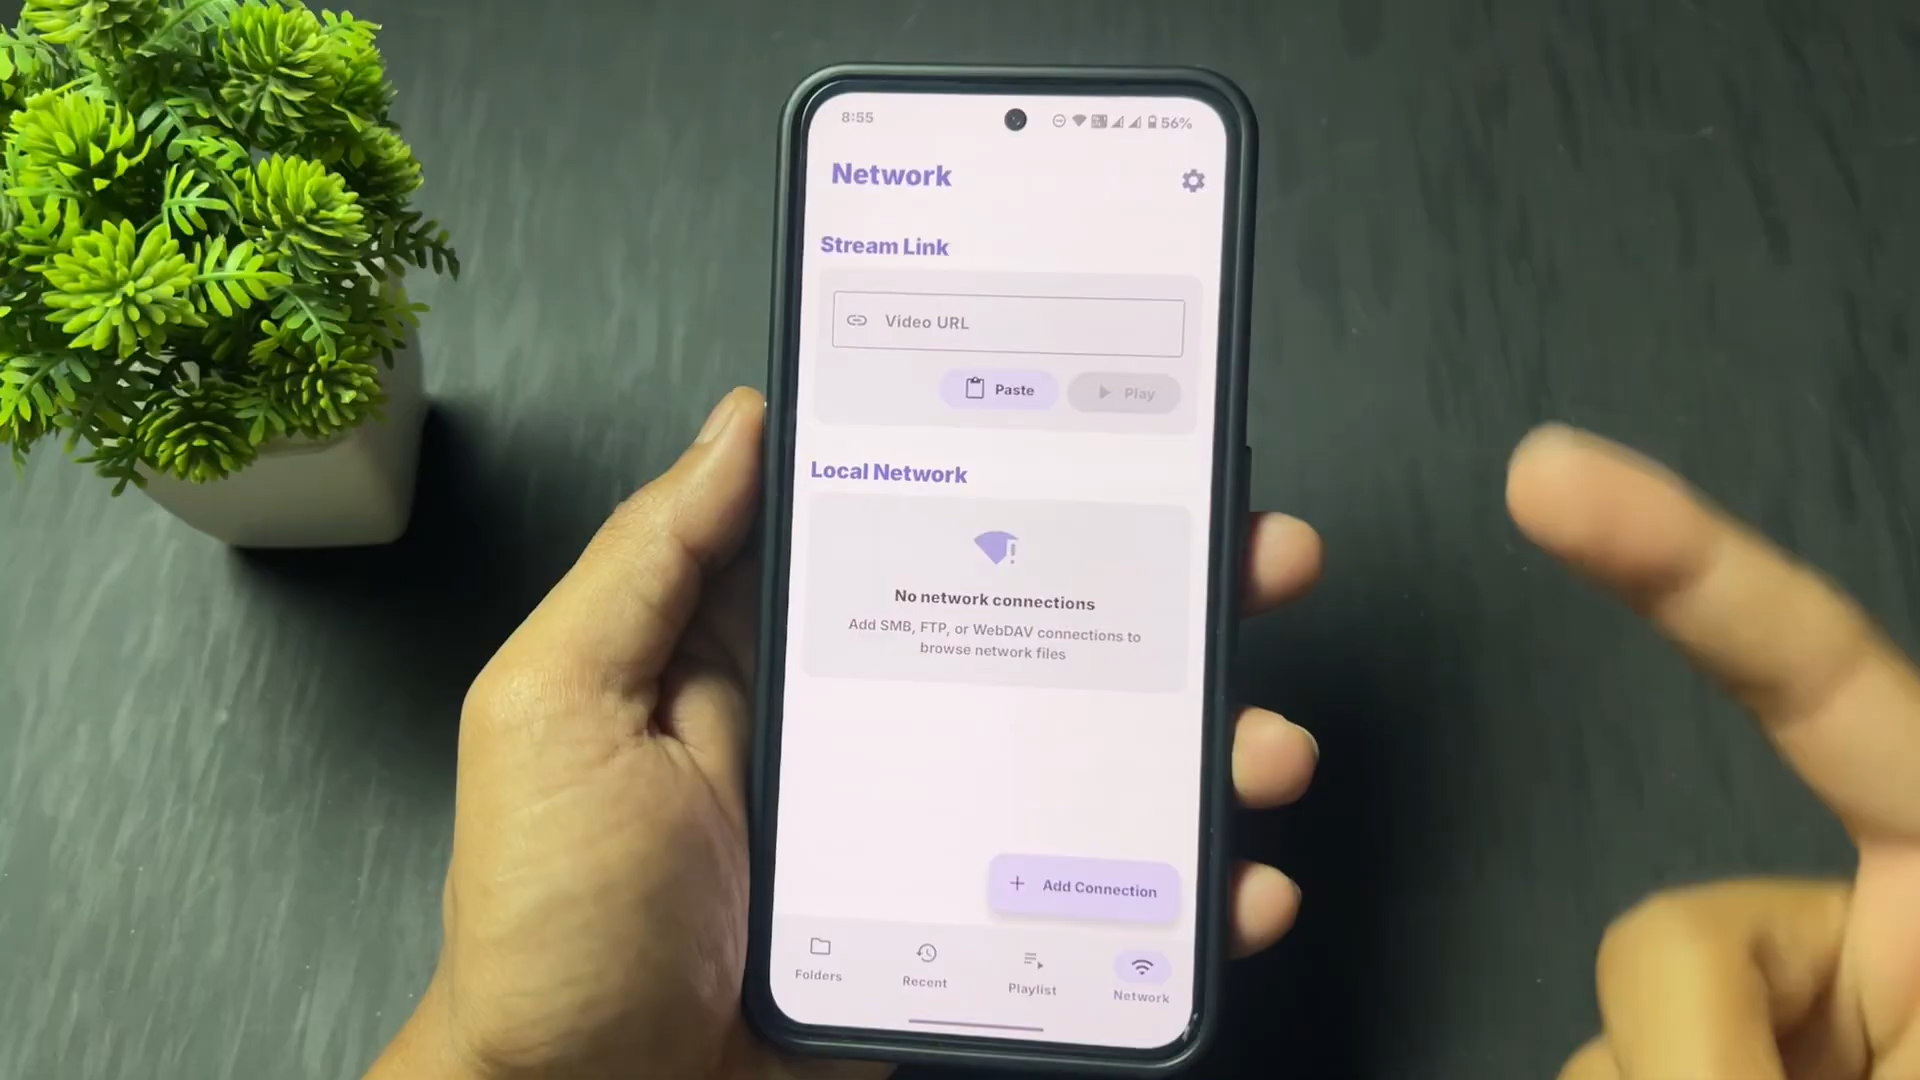 8:55
56%
Network
Stream Link
Video URL
Paste
Play
Local Network
No network connections
Add SMB, FTP, or WebDAV connections to
browse network files
+ Add Connection
Folders
Recent
Playlist
Network